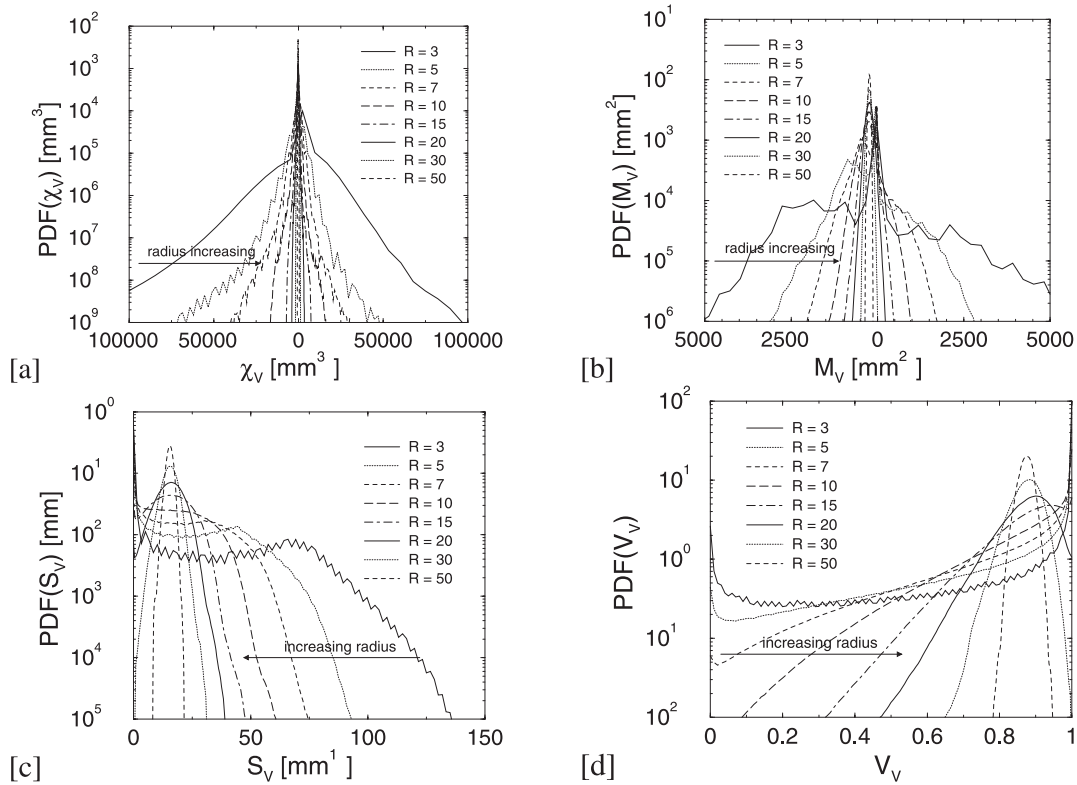 PDF(χV) [mm3]
102
103
104
105
106
107
108
109
R = 3
R = 5
R = 7
R = 10
R = 15
R = 20
R = 30
R = 50
radius increasing
100000 50000 0 50000 100000
[a]
χV [mm3]
PDF(MV) [mm2]
101
102
103
104
105
106
R = 3
R = 5
R = 7
R = 10
R = 15
R = 20
R = 30
R = 50
radius increasing
5000 2500 0 2500 5000
[b]
MV [mm2]
PDF(SV) [mm]
100
101
102
103
104
105
R = 3
R = 5
R = 7
R = 10
R = 15
R = 20
R = 30
R = 50
increasing radius
0 50 100 150
[c]
SV [mm1]
PDF(VV)
102
101
100
101
102
R = 3
R = 5
R = 7
R = 10
R = 15
R = 20
R = 30
R = 50
increasing radius
0 0.2 0.4 0.6 0.8 1
[d]
VV